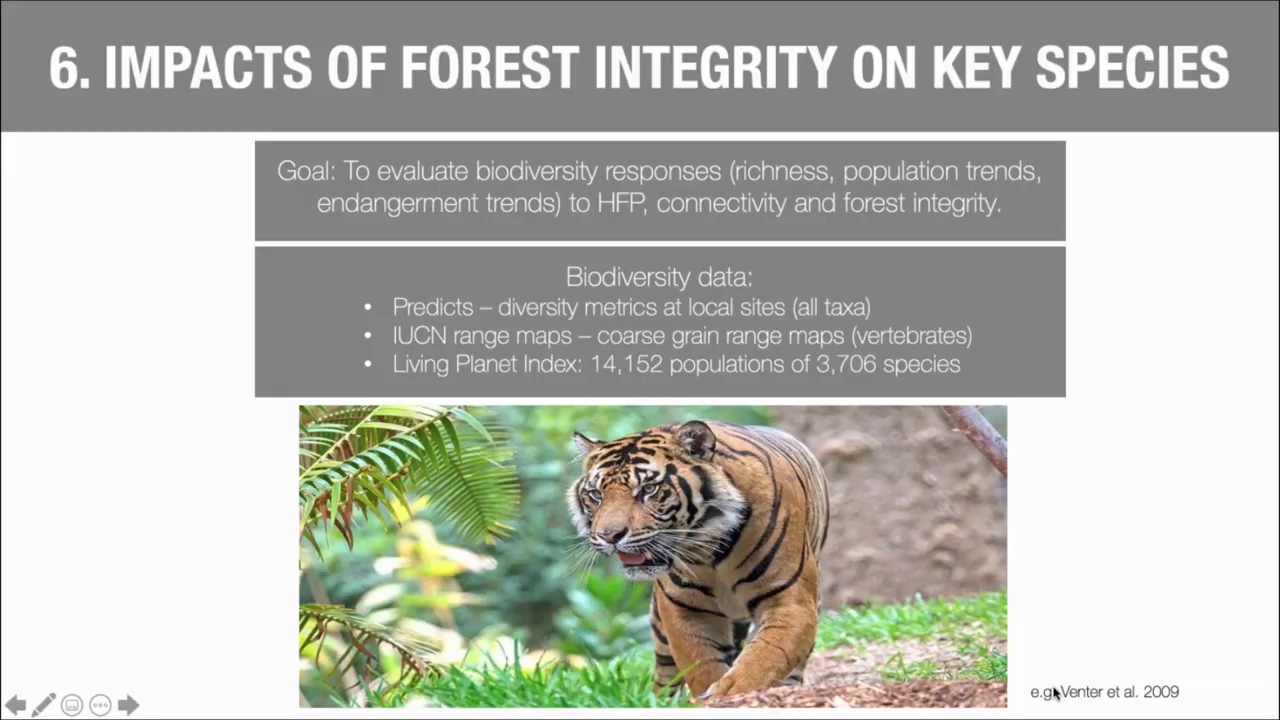 6. IMPACTS OF FOREST INTEGRITY ON KEY SPECIES
Goal: To evaluate biodiversity responses (richness, population trends,
endangerment trends) to HFP, connectivity and forest integrity.
Biodiversity data:
• Predicts – diversity metrics at local sites (all taxa)
• IUCN range maps – coarse grain range maps (vertebrates)
• Living Planet Index: 14,152 populations of 3,706 species
e.g. Venter et al. 2009